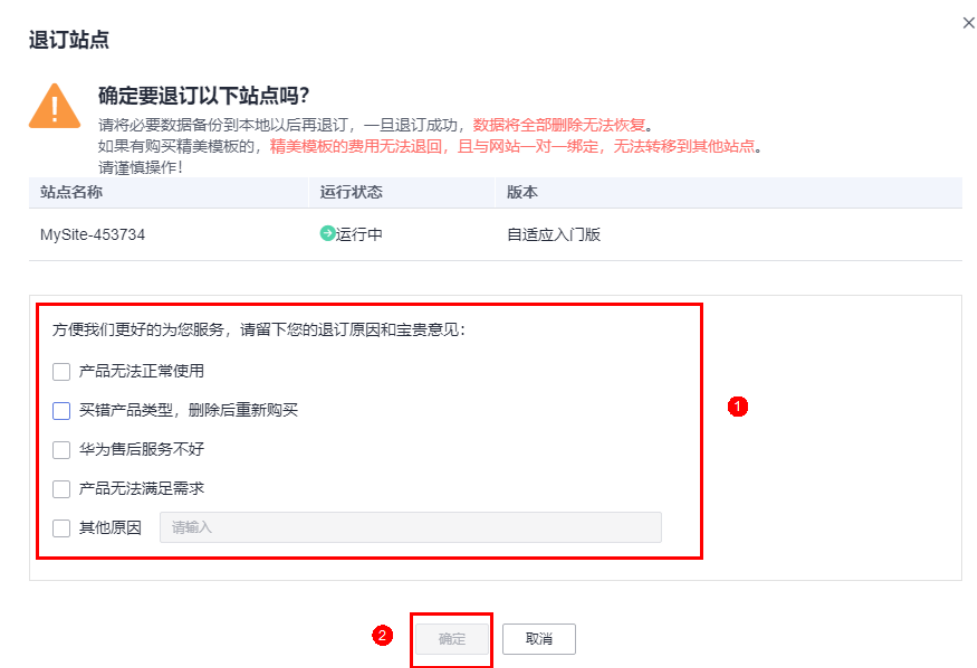 退订站点
确定要退订以下站点吗？
请将必要数据备份到本地以后再退订，一旦退订成功，数据将全部删除无法恢复。
如果有购买精美模板的，精美模板的费用无法退回，且与网站一对一绑定，无法转移到其他站点。
请谨慎操作！
站点名称 运行状态 版本
MySite-453734 运行中 自适应入门版
方便我们更好的为您服务，请留下您的退订原因和宝贵意见：
产品无法正常使用
买错产品类型，删除后重新购买
1
华为售后服务不好
产品无法满足需求
其他原因 请输入
2 确定 取消